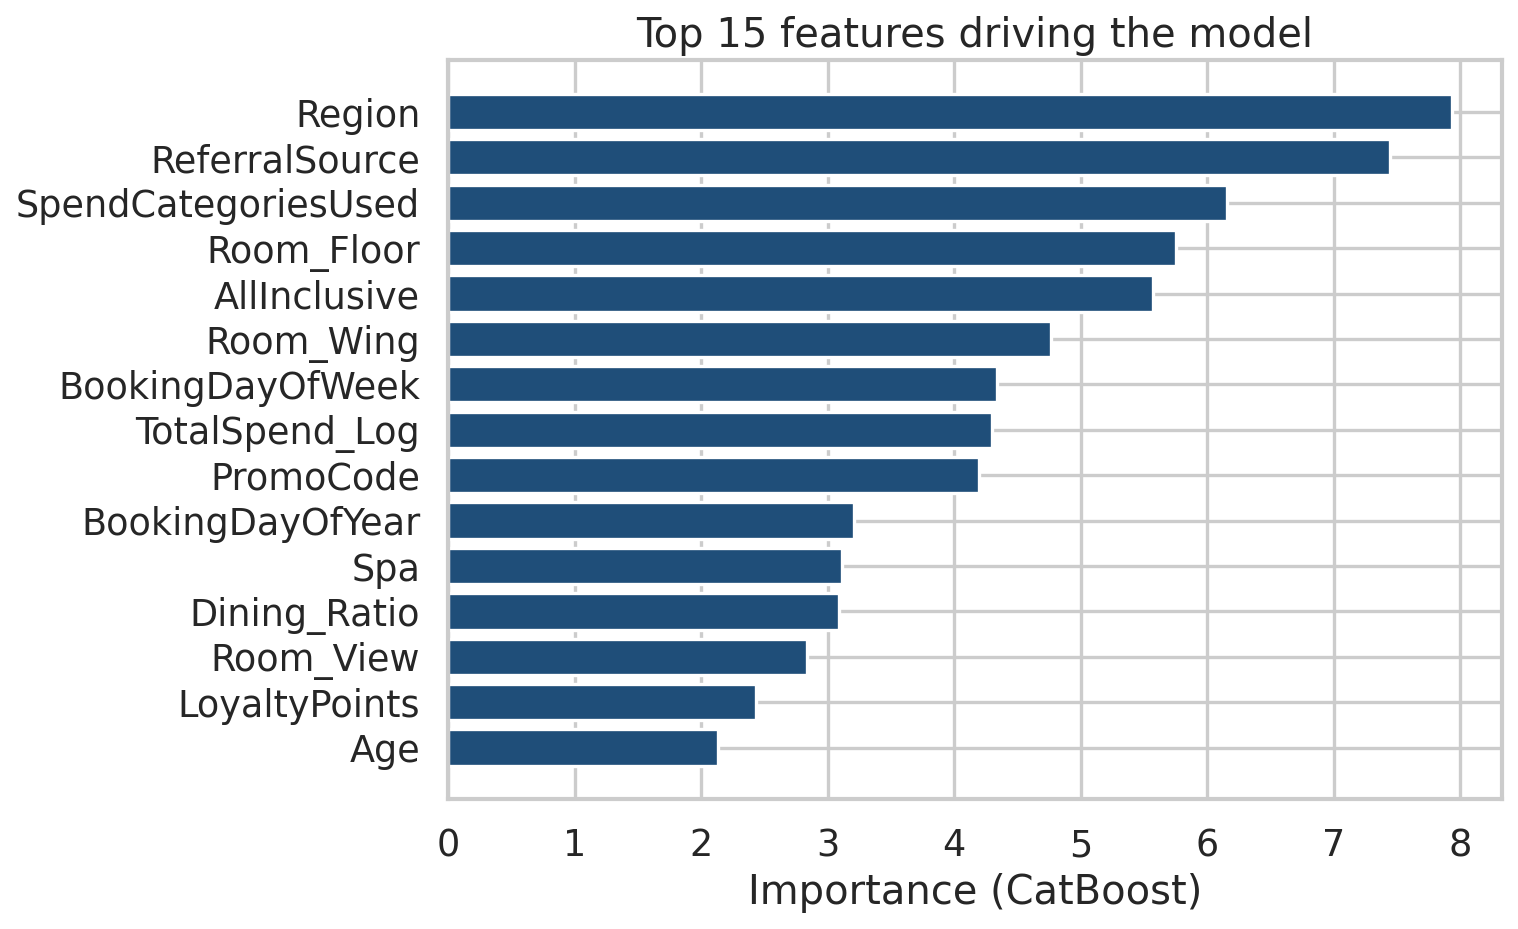 Top 15 features driving the model
Region
ReferralSource
SpendCategoriesUsed
Room_Floor
AllInclusive
Room_Wing
BookingDayOfWeek
TotalSpend_Log
PromoCode
BookingDayOfYear
Spa
Dining_Ratio
Room_View
LoyaltyPoints
Age
0 1 2 3 4 5 6 7 8
Importance (CatBoost)